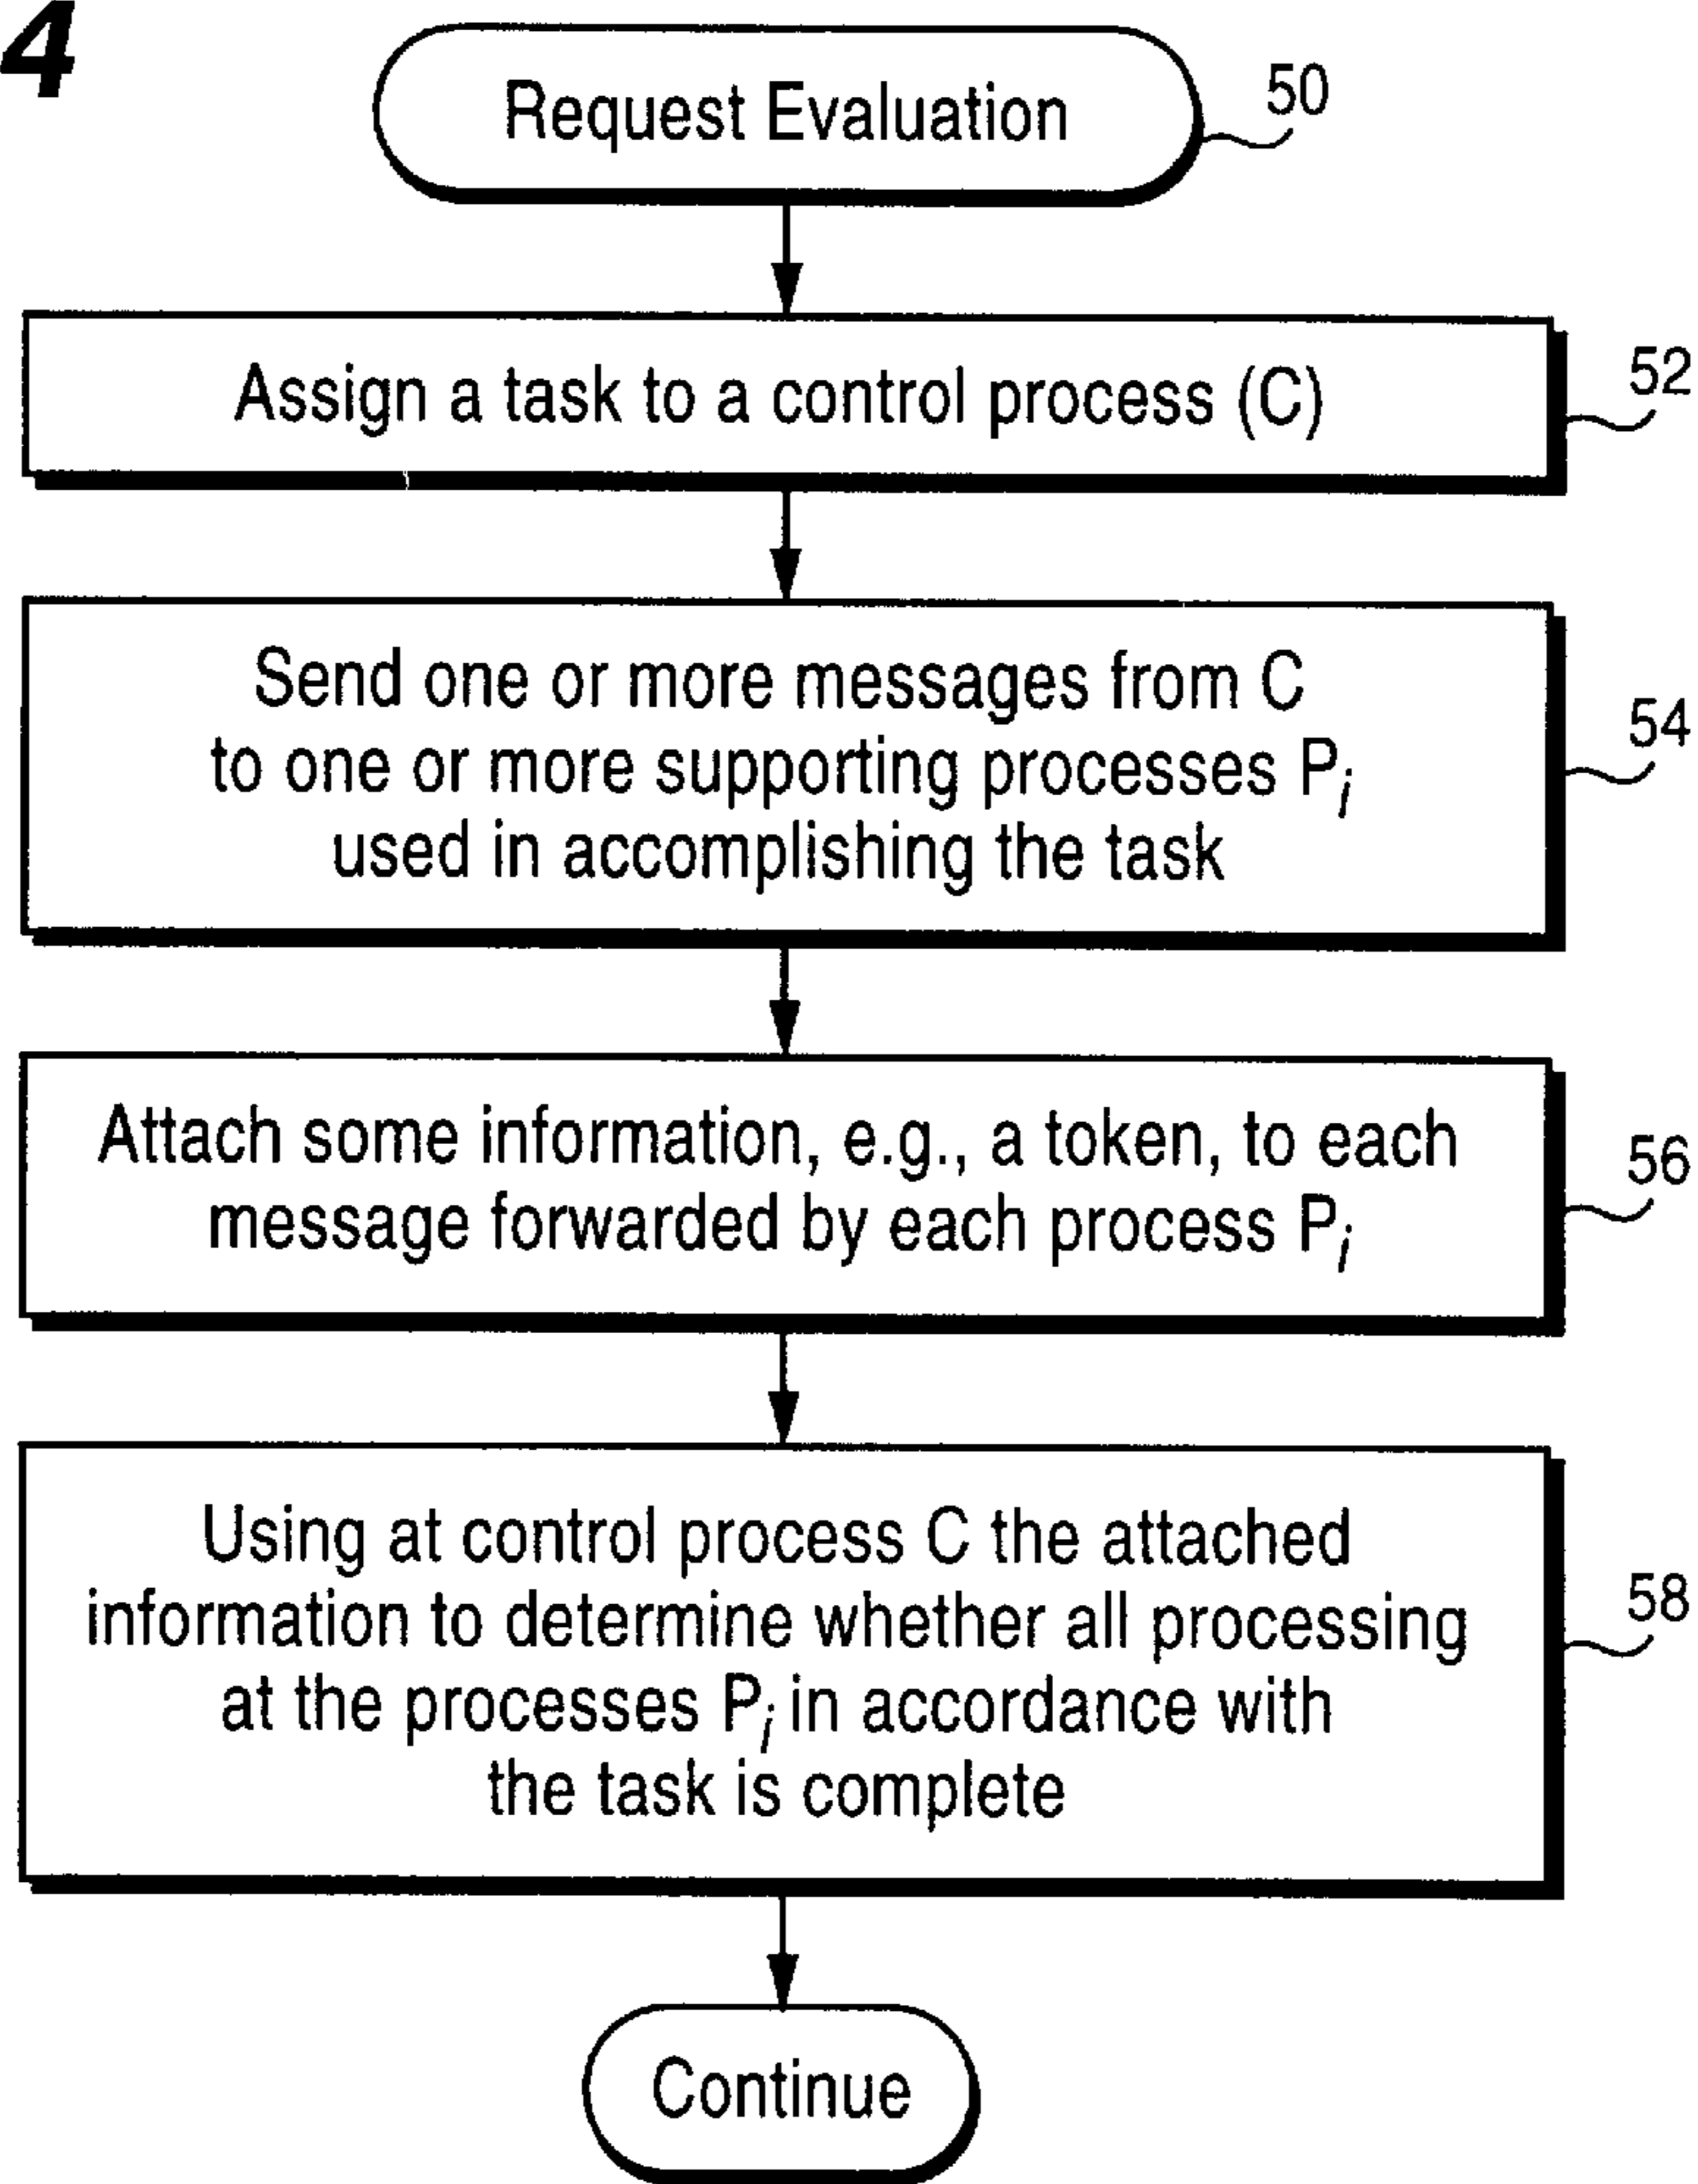 4
Request Evaluation
50
Assign a task to a control process (C)
52
Send one or more messages from C
to one or more supporting processes Pi
used in accomplishing the task
54
Attach some information, e.g., a token, to each
message forwarded by each process Pi
56
Using at control process C the attached
information to determine whether all processing
at the processes Pi in accordance with
the task is complete
58
Continue